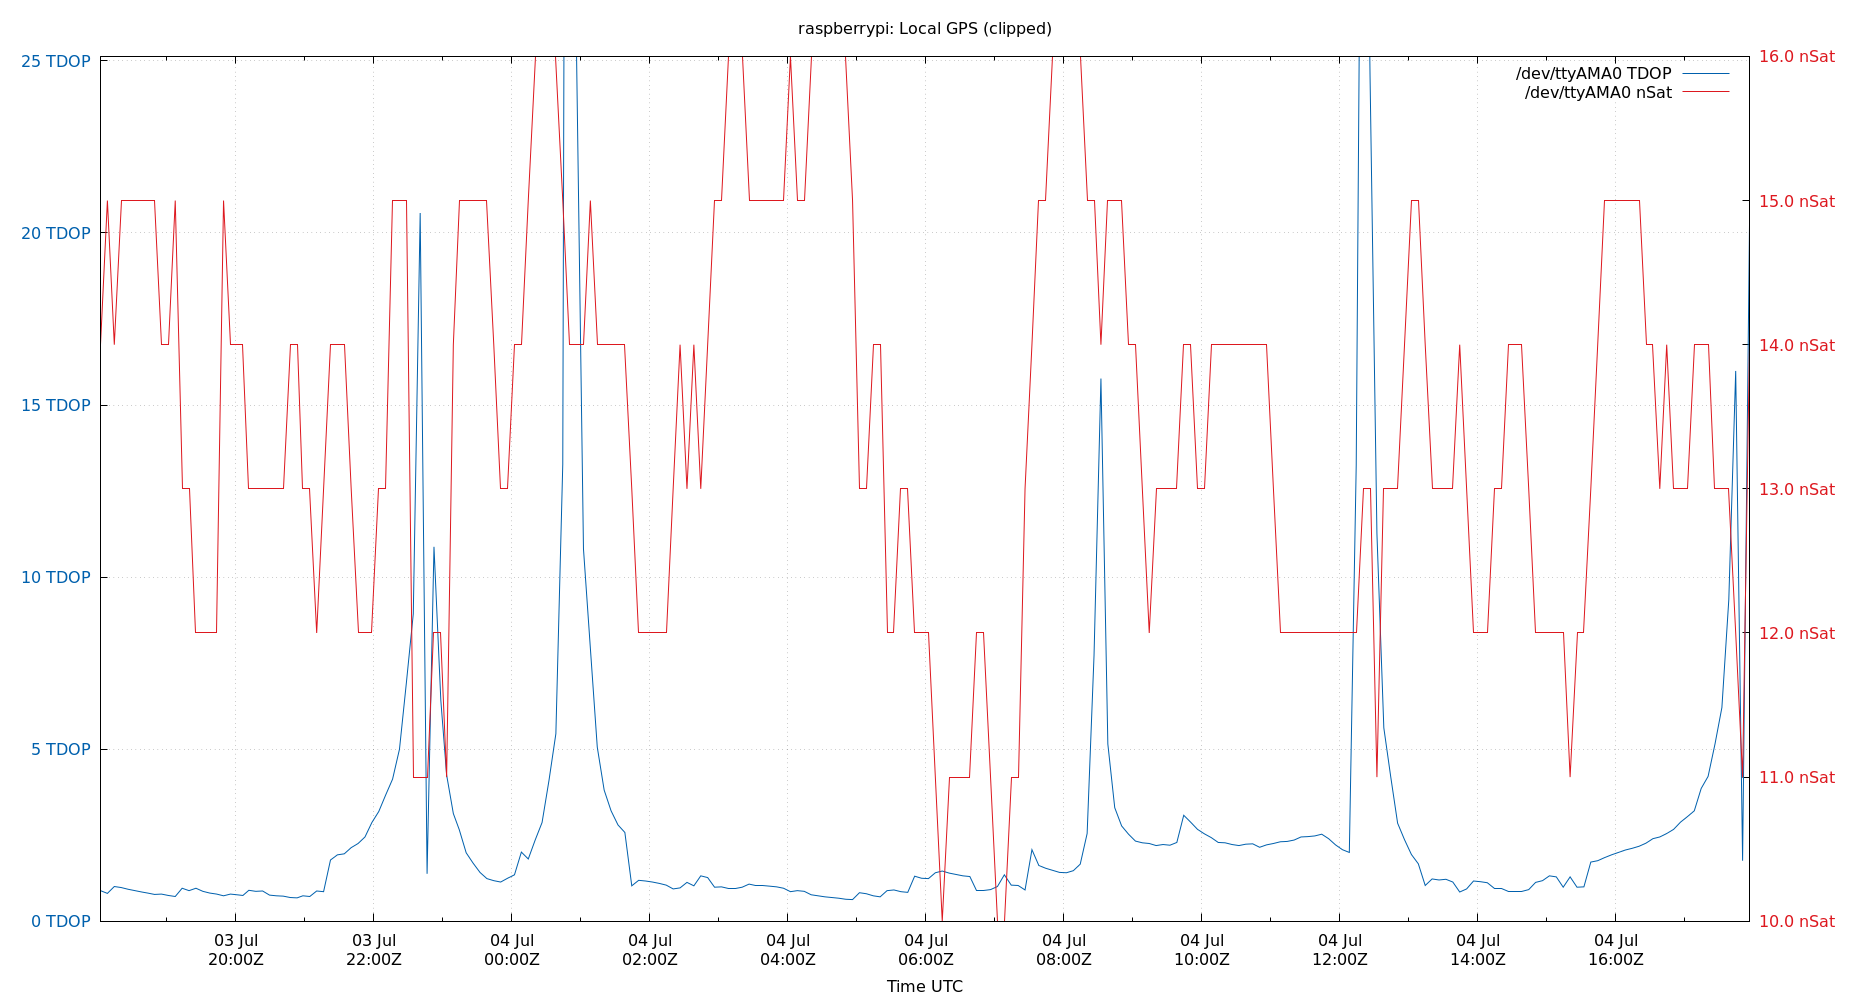 raspberrypi: Local GPS (clipped)
25 TDOP
20 TDOP
15 TDOP
10 TDOP
5 TDOP
0 TDOP
16.0 nSat
15.0 nSat
14.0 nSat
13.0 nSat
12.0 nSat
11.0 nSat
10.0 nSat
/dev/ttyAMA0 TDOP
/dev/ttyAMA0 nSat
03 Jul 03 Jul 04 Jul 04 Jul 04 Jul 04 Jul 04 Jul 04 Jul 04 Jul 04 Jul 04 Jul
20:00Z 22:00Z 00:00Z 02:00Z 04:00Z 06:00Z 08:00Z 10:00Z 12:00Z 14:00Z 16:00Z
Time UTC